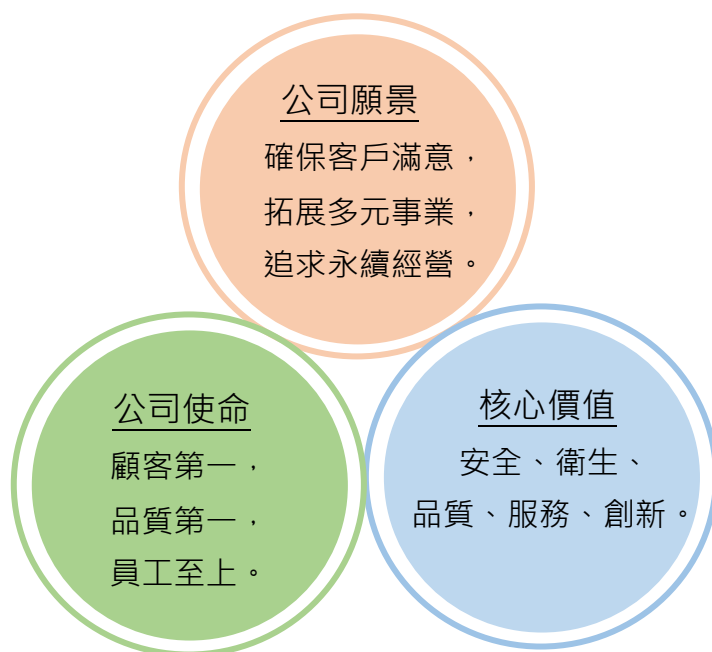 公司願景
確保客戶滿意，
拓展多元事業，
追求永續經營。
公司使命
顧客第一，
品質第一，
員工至上。
核心價值
安全、衛生、
品質、服務、創新。